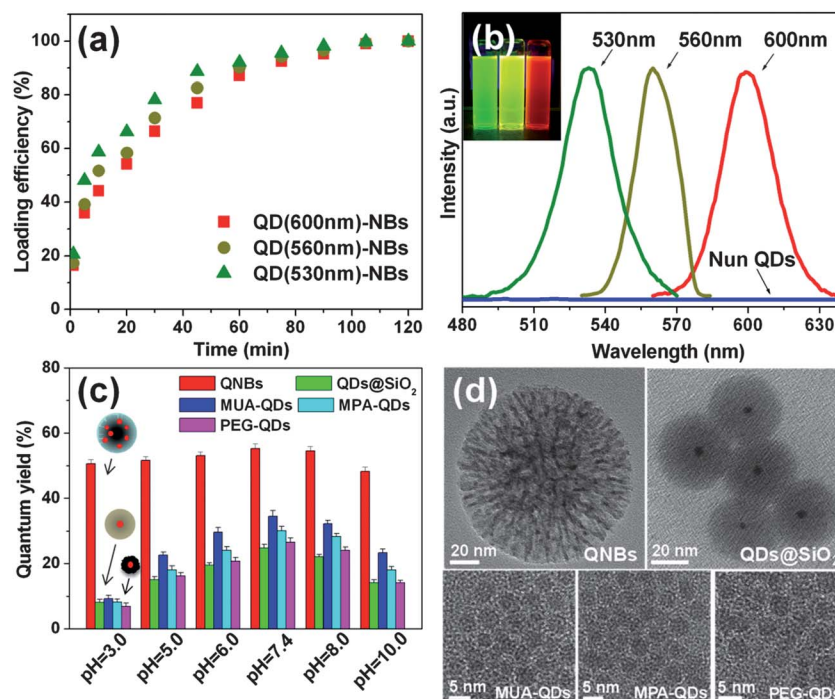 (a)
Loading efficiency (%)
100
80
60
40
20
0
QD(600nm)-NBs
QD(560nm)-NBs
QD(530nm)-NBs
0 20 40 60 80 100 120
Time (min)
(b)
530nm 560nm 600nm
Intensity (a.u.)
Nun QDs
480 510 540 570 600 630
Wavelength (nm)
(c)
Quantum yield (%)
80
60
40
20
0
QNBs QDs@SiO₂
MUA-QDs MPA-QDs
PEG-QDs
pH=3.0 pH=5.0 pH=6.0 pH=7.4 pH=8.0 pH=10.0
(d)
20 nm QNBs
20 nm QDs@SiO₂
5 nm MUA-QDs
5 nm MPA-QDs
5 nm PEG-QDs